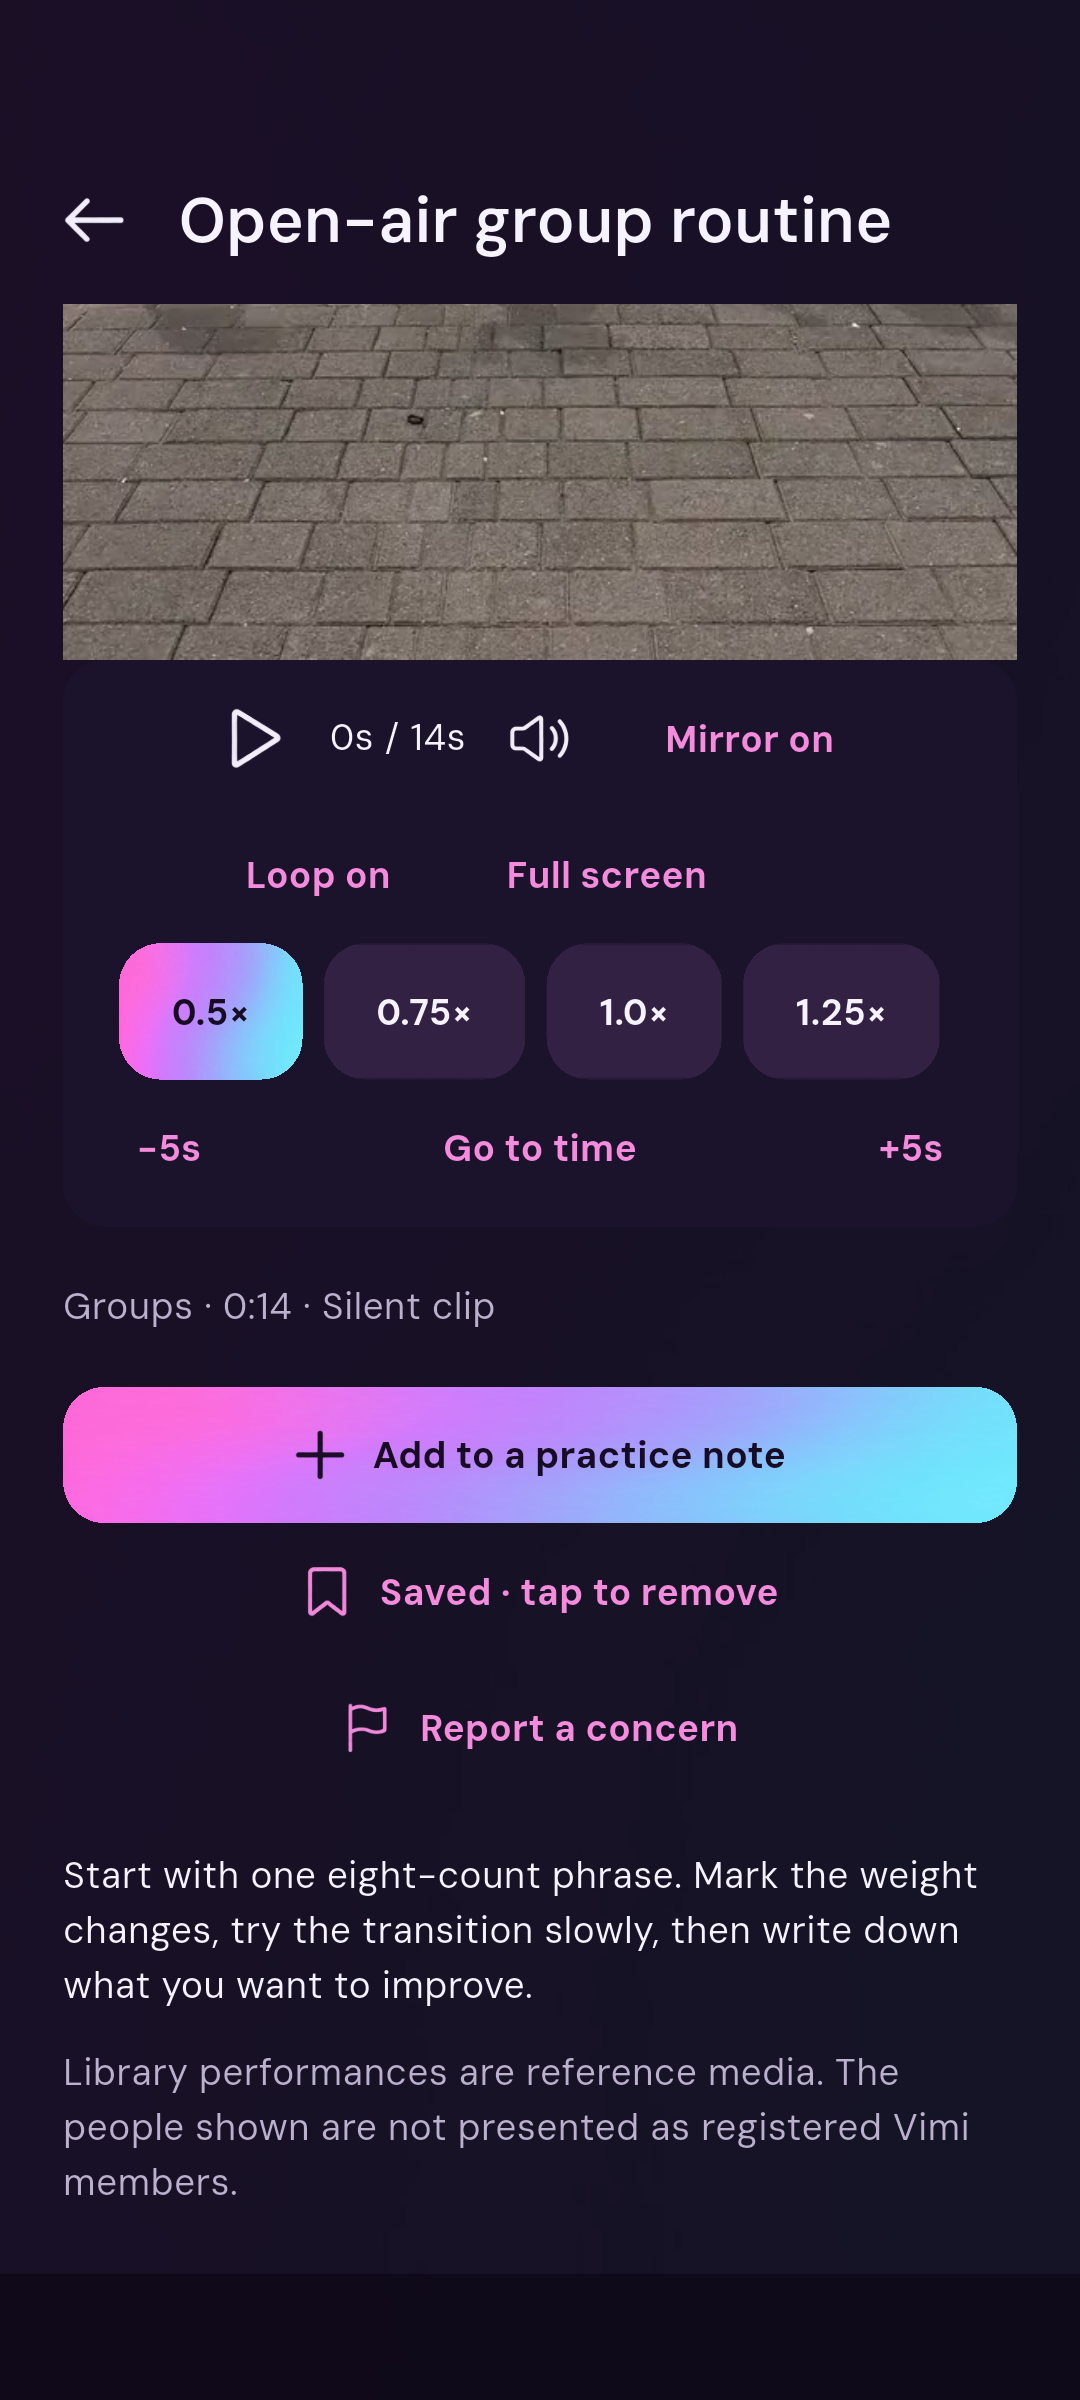 Open-air group routine
0s / 14s
Mirror on
Loop on
Full screen
0.5×
0.75×
1.0×
1.25×
-5s
Go to time
+5s
Groups · 0:14 · Silent clip
Add to a practice note
Saved · tap to remove
Report a concern
Start with one eight-count phrase. Mark the weight
changes, try the transition slowly, then write down
what you want to improve.
Library performances are reference media. The
people shown are not presented as registered Vimi
members.